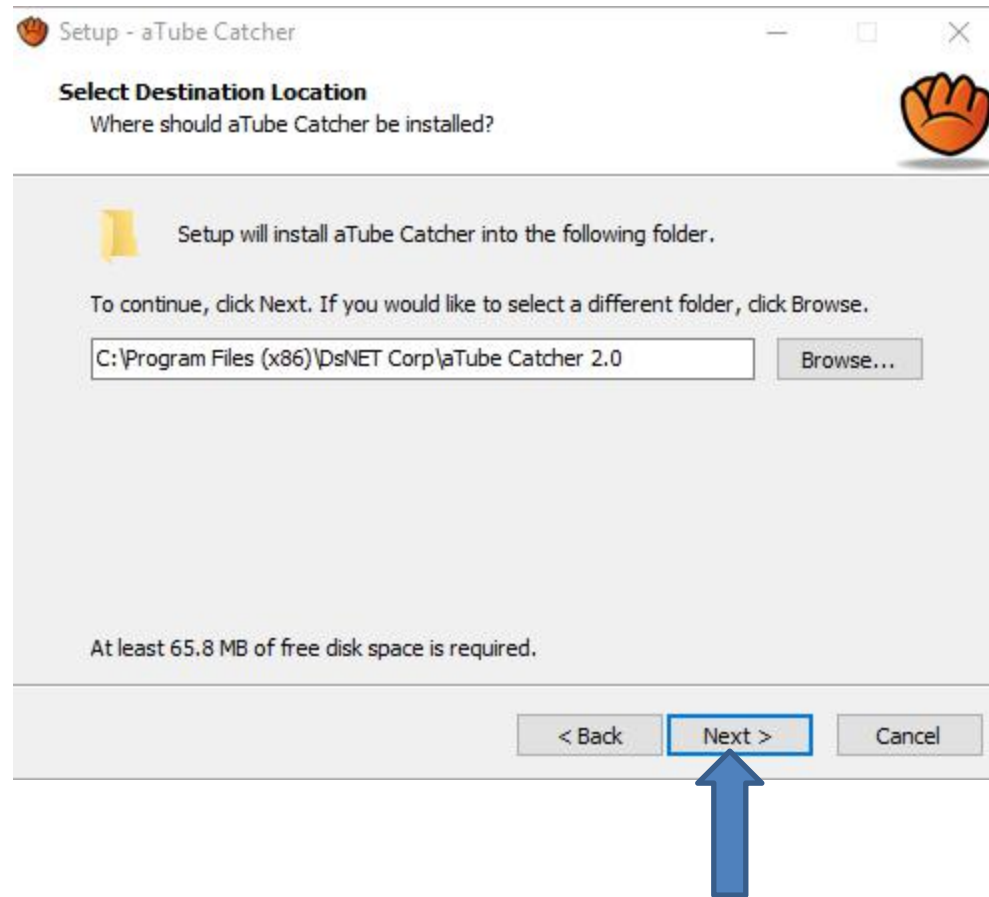 Setup - aTube Catcher
Select Destination Location
Where should aTube Catcher be installed?
Setup will install aTube Catcher into the following folder.
To continue, click Next. If you would like to select a different folder, click Browse.
C:\Program Files (x86)\DsNET Corp\aTube Catcher 2.0
Browse...
At least 65.8 MB of free disk space is required.
< Back
Next >
Cancel